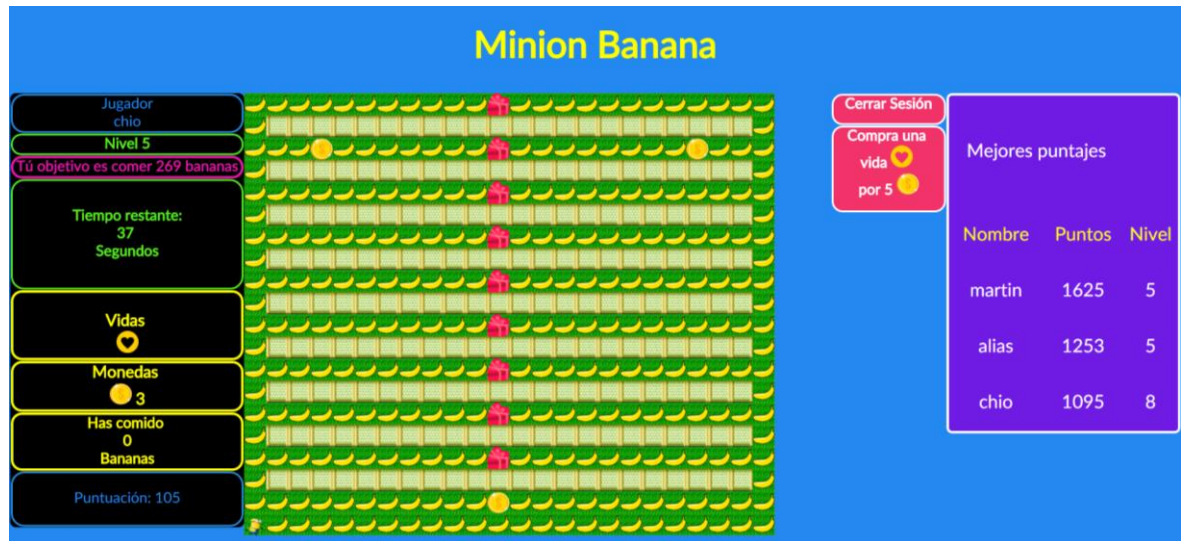 Minion Banana
Jugador
chio
Nivel 5
Tú objetivo es comer 269 bananas
Tiempo restante:
37
Segundos
Vidas
Monedas
3
Has comido
0
Bananas
Puntuación: 105
Cerrar Sesión
Compra una
vida
por 5
Mejores puntajes
Nombre Puntos Nivel
martin 1625 5
alias 1253 5
chio 1095 8